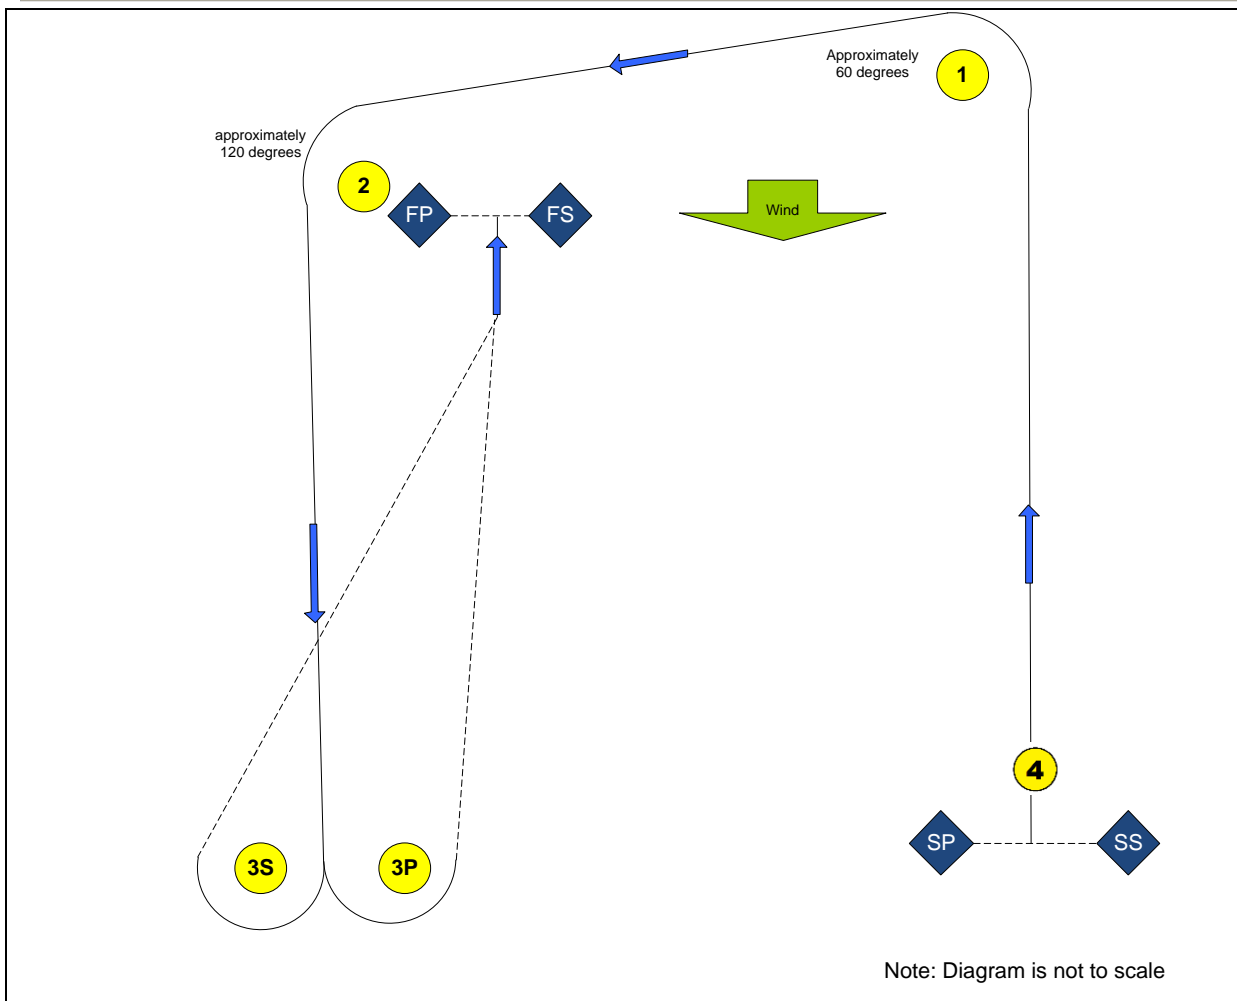 Approximately
60 degrees
1
approximately
120 degrees
2
FP
FS
Wind
4
SP
SS
3S
3P
Note: Diagram is not to scale